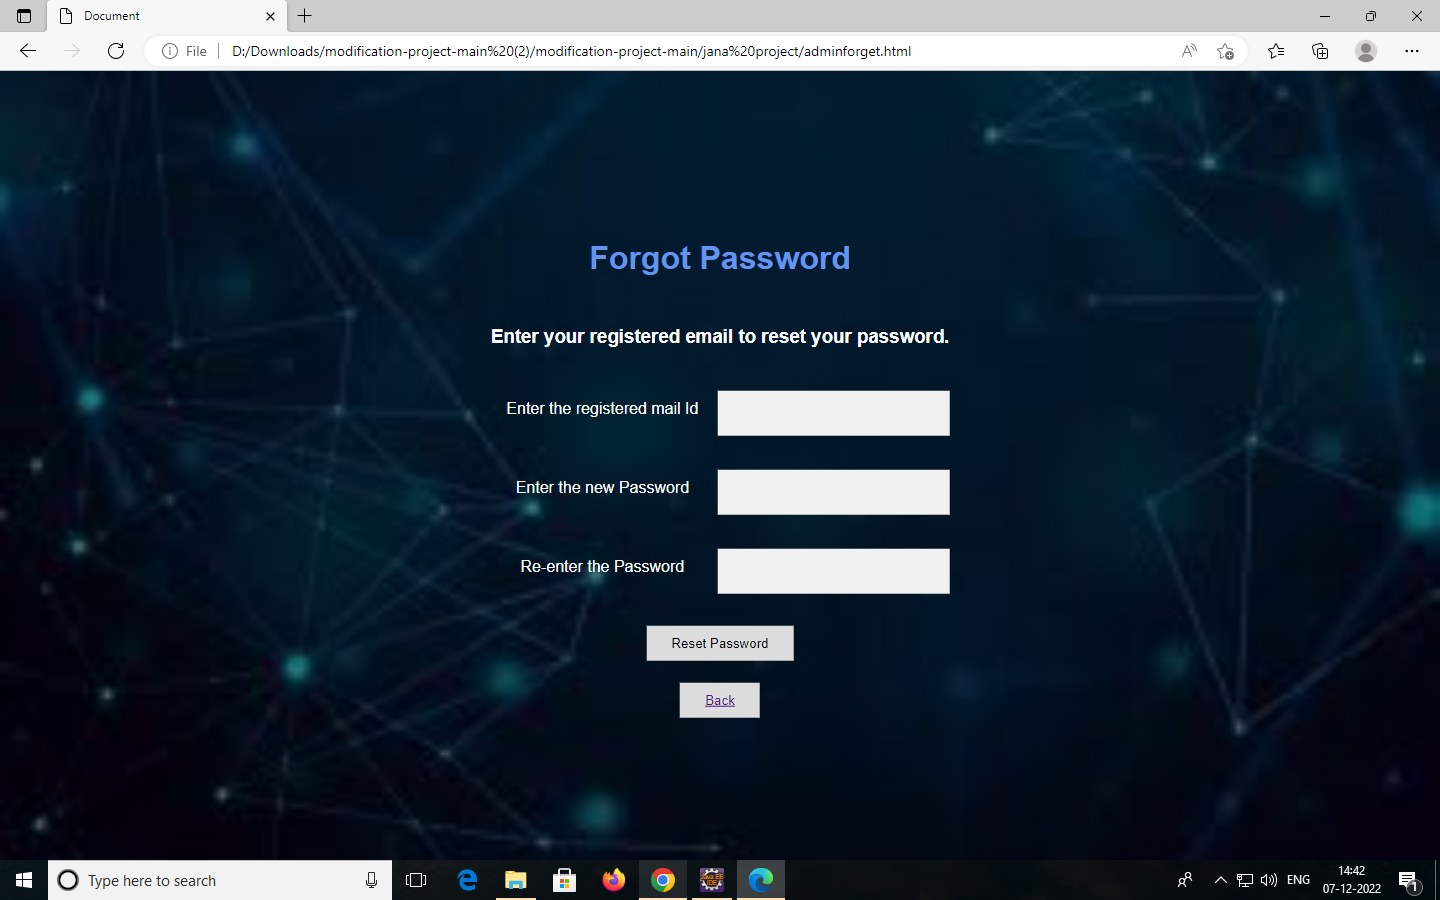 Document
File
D:/Downloads/modification-project-main%20(2)/modification-project-main/jana%20project/adminforget.html
Forgot Password
Enter your registered email to reset your password.
Enter the registered mail Id
Enter the new Password
Re-enter the Password
Reset Password
Back
Type here to search
ENG
14:42
07-12-2022
1